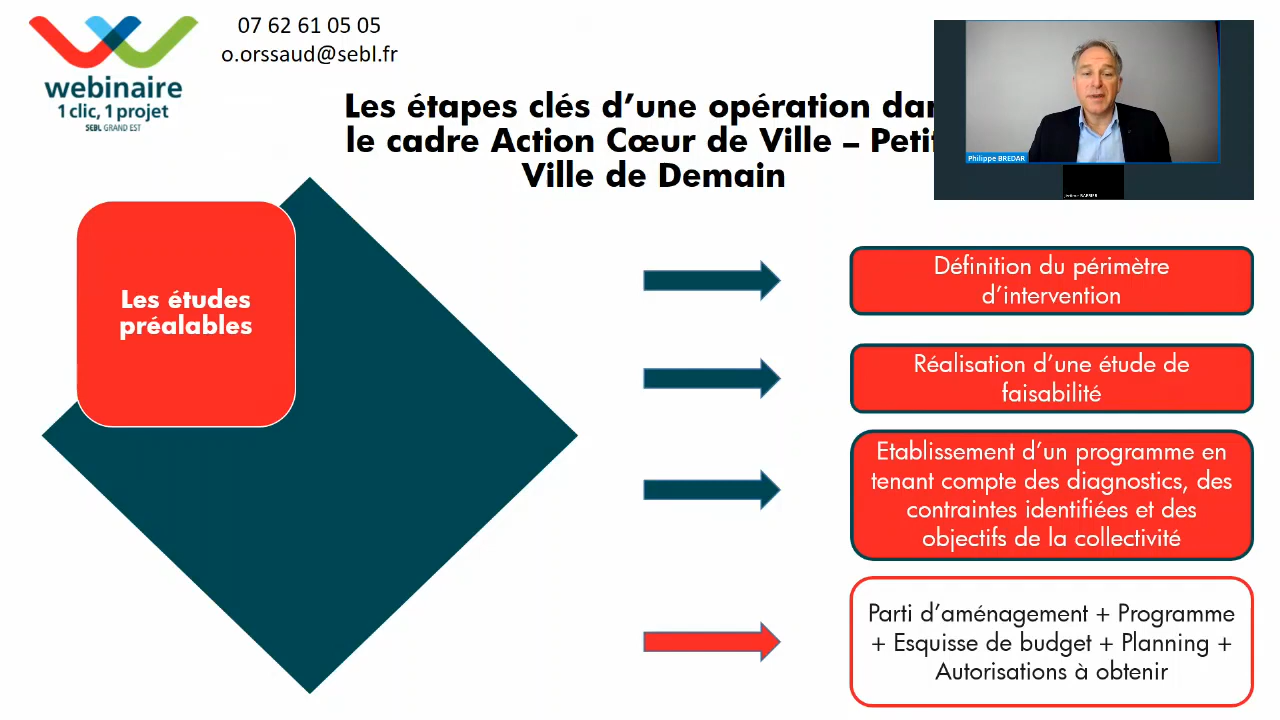 07 62 61 05 05
o.orssaud@sebl.fr
webinaire
1 clic, 1 projet
SEBL GRAND EST
Les étapes clés d’une opération dan
le cadre Action Cœur de Ville – Petit
Ville de Demain
Philippe BREDAR
Les études
préalables
Définition du périmètre
d’intervention
Réalisation d’une étude de
faisabilité
Etablissement d’un programme en
tenant compte des diagnostics, des
contraintes identifiées et des
objectifs de la collectivité
Parti d’aménagement + Programme
+ Esquisse de budget + Planning +
Autorisations à obtenir